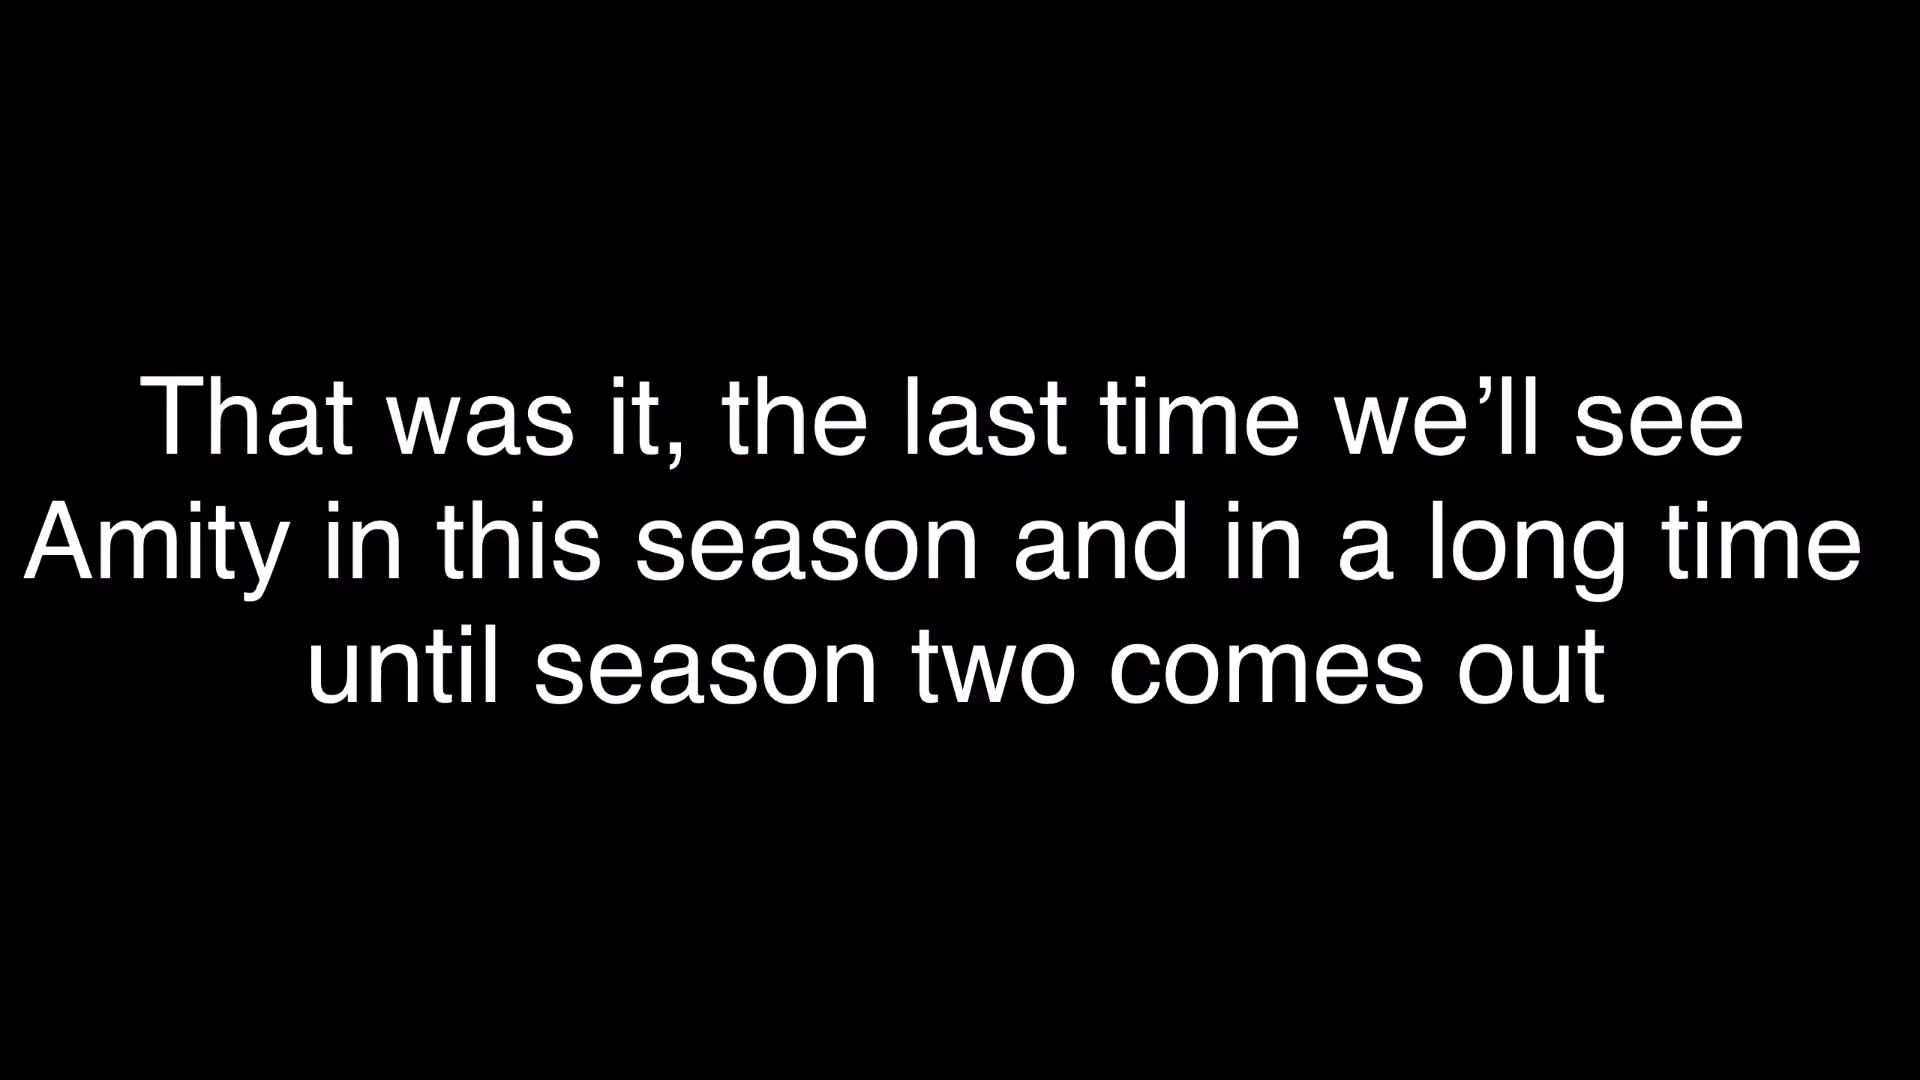 That was it, the last time we’ll see
Amity in this season and in a long time
until season two comes out